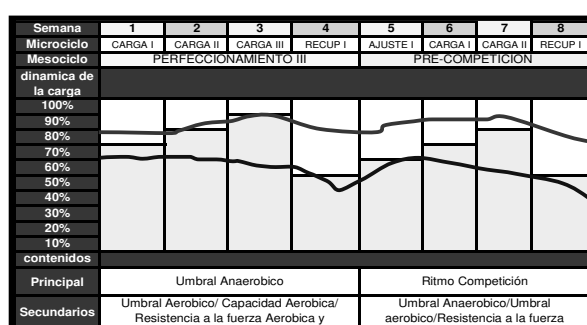 Semana 1 2 3 4 5 6 7 8
Microciclo CARGA I CARGA II CARGA III RECUP I AJUSTE I CARGA I CARGA II RECUP I
Mesociclo PERFECCIONAMIENTO III PRE-COMPETICION
dinamica de
la carga
100%
90%
80%
70%
60%
50%
40%
30%
20%
10%
contenidos
Principal Umbral Anaerobico Ritmo Competición
Secundarios Umbral Aerobico/ Capacidad Aerobica/ Umbral Anaerobico/Umbral
Resistencia a la fuerza Aerobica y aerobico/Resistencia a la fuerza